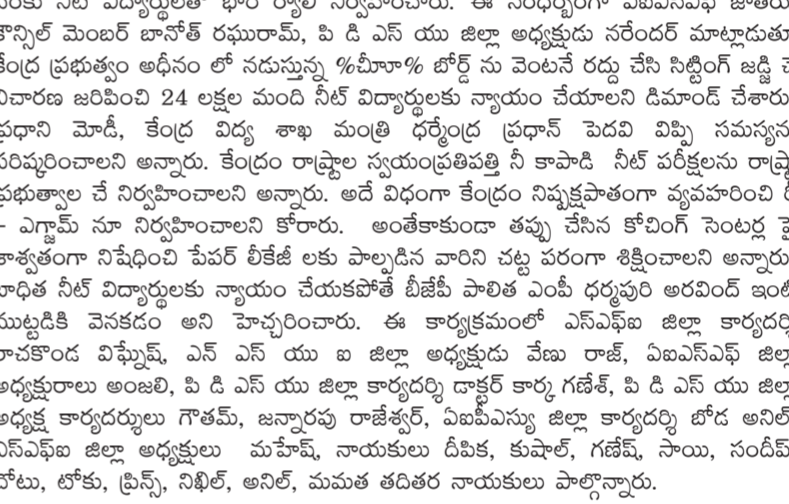 నీట్ విద్యార్థులతో భారీ ర్యాలీ నిర్వహించారు. ఈ సందర్భంగా ఏఐఎస్ఎఫ్
కౌన్సిల్ మెంబర్ బానోత్ రఘురామ్, పి డి ఎస్ యు జిల్లా అధ్యక్షుడు నరేందర్ మాట్లాడుతూ
కేంద్ర ప్రభుత్వం అధీనం లో నడుస్తున్న బోర్డ్ ను వెంటనే రద్దు చేసి సిట్టింగ్ జడ్జి
విచారణ జరిపించి 24 లక్షల మంది నీట్ విద్యార్థులకు న్యాయం చేయాలని డిమాండ్ చేశారు
ప్రధాని మోడీ, కేంద్ర విద్య శాఖ మంత్రి ధర్మేంద్ర ప్రధాన్ పెదవి విప్పి
పరిష్కరించాలని అన్నారు. కేంద్రం రాష్ట్రాల స్వయంప్రతిపత్తి నీ కాపాడి నీట్ పరీక్షలను
ప్రభుత్వాల చే నిర్వహించాలని అన్నారు. అదే విధంగా కేంద్రం నిష్పక్షపాతంగా వ్యవహరించి
- ఎగ్జామ్ నూ నిర్వహించాలని కోరారు. అంతేకాకుండా తప్పు చేసిన కోచింగ్ సెంటర్ల పై
శాశ్వతంగా నిషేధించి పేపర్ లీకేజీ లకు పాల్పడిన వారిని చట్ట పరంగా శిక్షించాలని అన్నారు
బాధిత నీట్ విద్యార్థులకు న్యాయం చేయకపోతే బీజేపీ పాలిత ఎంపీ ధర్మపురి అరవింద్
ముట్టడికి వెనకడం అని హెచ్చరించారు. ఈ కార్యక్రమంలో ఎస్ఎఫ్ఐ జిల్లా కార్యదర్శి
రాచకొండ విఘ్నేష్, ఎన్ ఎస్ యు ఐ జిల్లా అధ్యక్షుడు వేణు రాజ్, ఏఐఎస్ఎఫ్ జిల్లా
అధ్యక్షురాలు అంజలి, పి డి ఎస్ యు జిల్లా కార్యదర్శి డాక్టర్ కార్క గణేశ్, పి డి ఎస్ యు జిల్లా
అధ్యక్ష కార్యదర్శులు గౌతమ్, జన్నారపు రాజేశ్వర్, ఏఐపీఎస్యు జిల్లా కార్యదర్శి బోడ అనిల్
ఎస్ఎఫ్ఐ జిల్లా అధ్యక్షులు మహేష్, నాయకులు దీపిక, కుషాల్, గణేష్, సాయి, సందీప్
చోటు, టోకు, ప్రిన్స్, నిఖిల్, అనిల్, మమత తదితర నాయకులు పాల్గొన్నారు.